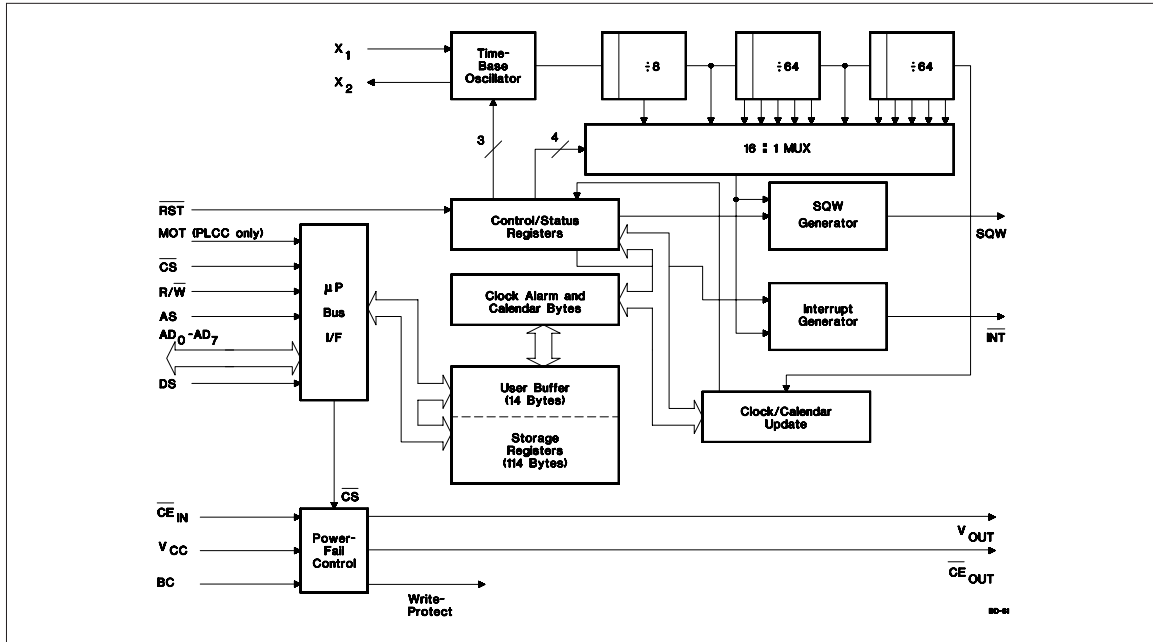 X1
X2
Time-
Base
Oscillator
÷8
÷64
÷64
3
4
16 : 1 MUX
RST
MOT (PLCC only)
CS
R/W
AS
AD0-AD7
DS
μP
Bus
I/F
Control/Status
Registers
SQW
Generator
SQW
Clock Alarm and
Calendar Bytes
Interrupt
Generator
INT
User Buffer
(14 Bytes)
Storage
Registers
(114 Bytes)
Clock/Calendar
Update
CS
CEIN
VCC
BC
Power-
Fail
Control
VOUT
CEOUT
Write-
Protect